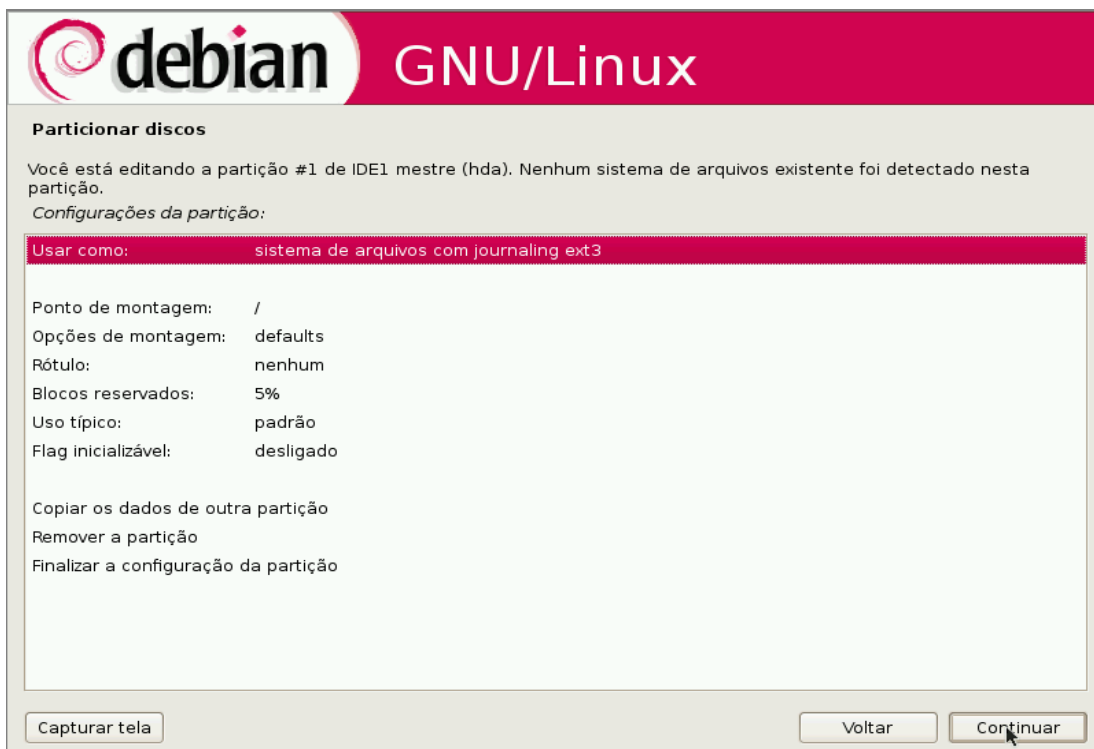 debian GNU/Linux
Particionar discos
Você está editando a partição #1 de IDE1 mestre (hda). Nenhum sistema de arquivos existente foi detectado nesta
partição.
Configurações da partição:
Usar como: sistema de arquivos com journaling ext3
Ponto de montagem: /
Opções de montagem: defaults
Rótulo: nenhum
Blocos reservados: 5%
Uso típico: padrão
Flag inicializável: desligado
Copiar os dados de outra partição
Remover a partição
Finalizar a configuração da partição
Capturar tela Voltar Continuar